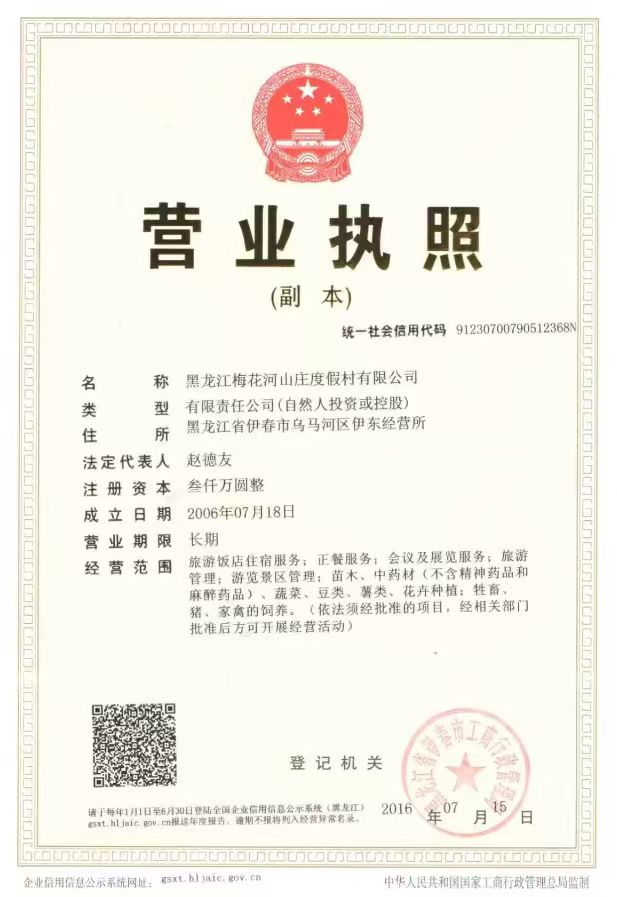 营业执照
(副 本)
统一社会信用代码 91230700790512368N
名 称 黑龙江梅花河山庄度假村有限公司
类 型 有限责任公司(自然人投资或控股)
住 所 黑龙江省伊春市乌马河区伊东经营所
法定代表人 赵德友
注册资本 叁仟万圆整
成立日期 2006年07月18日
营业期限 长期
经营范围 旅游饭店住宿服务；正餐服务；会议及展览服务；旅游
管理；游览景区管理；苗木、中药材（不含精神药品和
麻醉药品）、蔬菜、豆类、薯类、花卉种植；牲畜、
猪、家禽的饲养。（依法须经批准的项目，经相关部门
批准后方可开展经营活动）
登记机关
2016 年 07 月 15 日
请于每年1月1日至6月30日登陆全国企业信用信息公示系统（黑龙江）
gsxt.hljaic.gov.cn报送年度报告，逾期不报将列入经营异常名录。
企业信用信息公示系统网址：gsxt.hljaic.gov.cn
中华人民共和国国家工商行政管理总局监制